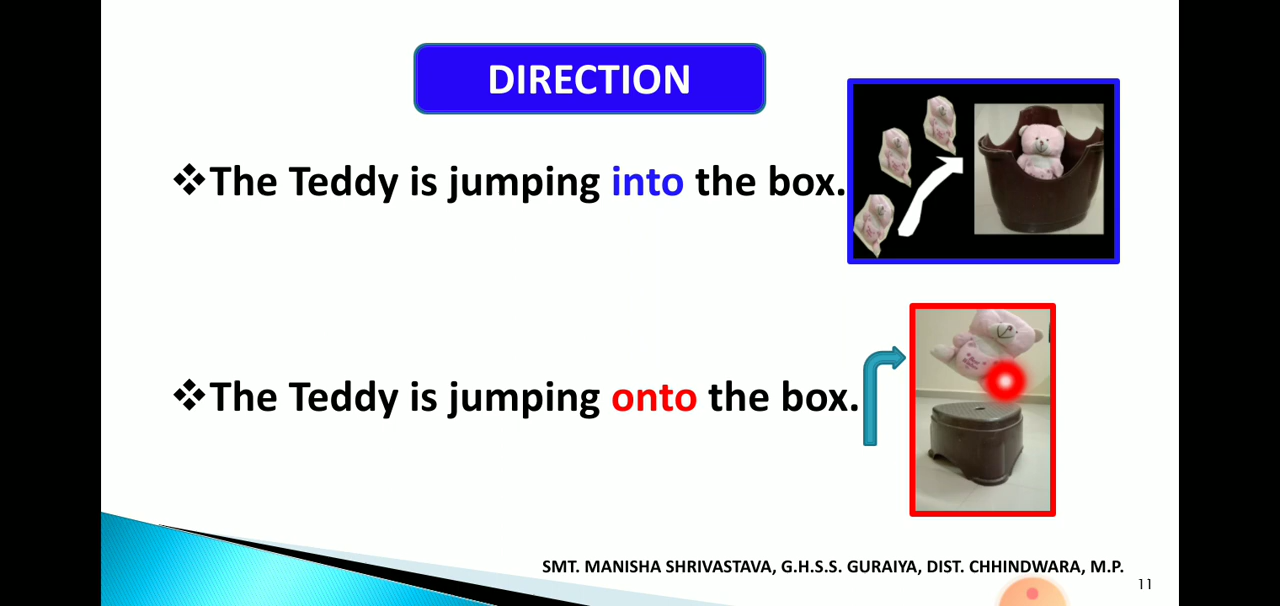 DIRECTION
❖The Teddy is jumping into the box.
❖The Teddy is jumping onto the box.
SMT. MANISHA SHRIVASTAVA, G.H.S.S. GURAIYA, DIST. CHHINDWARA, M.P.
11